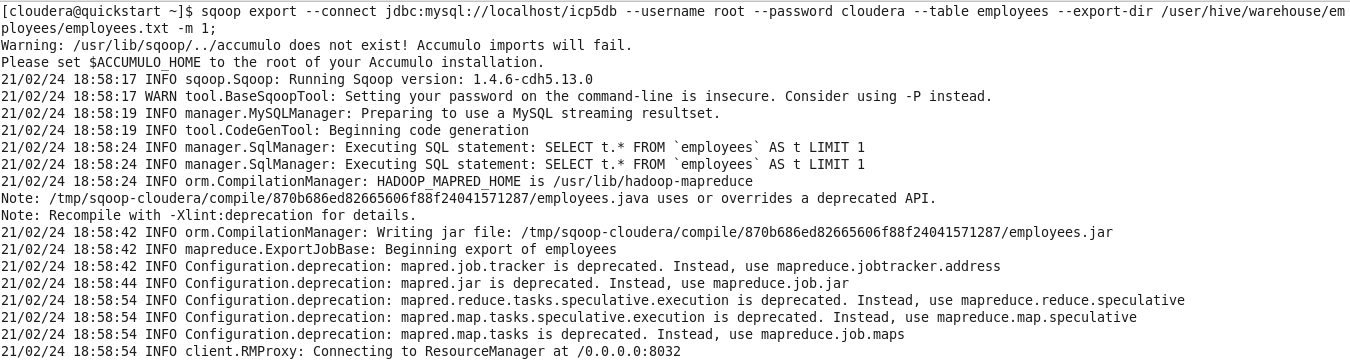 [cloudera@quickstart ~]$ sqoop export --connect jdbc:mysql://localhost/icp5db --username root --password cloudera --table employees --export-dir /user/hive/warehouse/em
ployees/employees.txt -m 1;
Warning: /usr/lib/sqoop/../accumulo does not exist! Accumulo imports will fail.
Please set $ACCUMULO_HOME to the root of your Accumulo installation.
21/02/24 18:58:17 INFO sqoop.Sqoop: Running Sqoop version: 1.4.6-cdh5.13.0
21/02/24 18:58:17 WARN tool.BaseSqoopTool: Setting your password on the command-line is insecure. Consider using -P instead.
21/02/24 18:58:19 INFO manager.MySQLManager: Preparing to use a MySQL streaming resultset.
21/02/24 18:58:19 INFO tool.CodeGenTool: Beginning code generation
21/02/24 18:58:24 INFO manager.SqlManager: Executing SQL statement: SELECT t.* FROM `employees` AS t LIMIT 1
21/02/24 18:58:24 INFO manager.SqlManager: Executing SQL statement: SELECT t.* FROM `employees` AS t LIMIT 1
21/02/24 18:58:24 INFO orm.CompilationManager: HADOOP_MAPRED_HOME is /usr/lib/hadoop-mapreduce
Note: /tmp/sqoop-cloudera/compile/870b686ed82665606f88f24041571287/employees.java uses or overrides a deprecated API.
Note: Recompile with -Xlint:deprecation for details.
21/02/24 18:58:42 INFO orm.CompilationManager: Writing jar file: /tmp/sqoop-cloudera/compile/870b686ed82665606f88f24041571287/employees.jar
21/02/24 18:58:42 INFO mapreduce.ExportJobBase: Beginning export of employees
21/02/24 18:58:42 INFO Configuration.deprecation: mapred.job.tracker is deprecated. Instead, use mapreduce.jobtracker.address
21/02/24 18:58:44 INFO Configuration.deprecation: mapred.jar is deprecated. Instead, use mapreduce.job.jar
21/02/24 18:58:54 INFO Configuration.deprecation: mapred.reduce.tasks.speculative.execution is deprecated. Instead, use mapreduce.reduce.speculative
21/02/24 18:58:54 INFO Configuration.deprecation: mapred.map.tasks.speculative.execution is deprecated. Instead, use mapreduce.map.speculative
21/02/24 18:58:54 INFO Configuration.deprecation: mapred.map.tasks is deprecated. Instead, use mapreduce.job.maps
21/02/24 18:58:54 INFO client.RMProxy: Connecting to ResourceManager at /0.0.0.0:8032